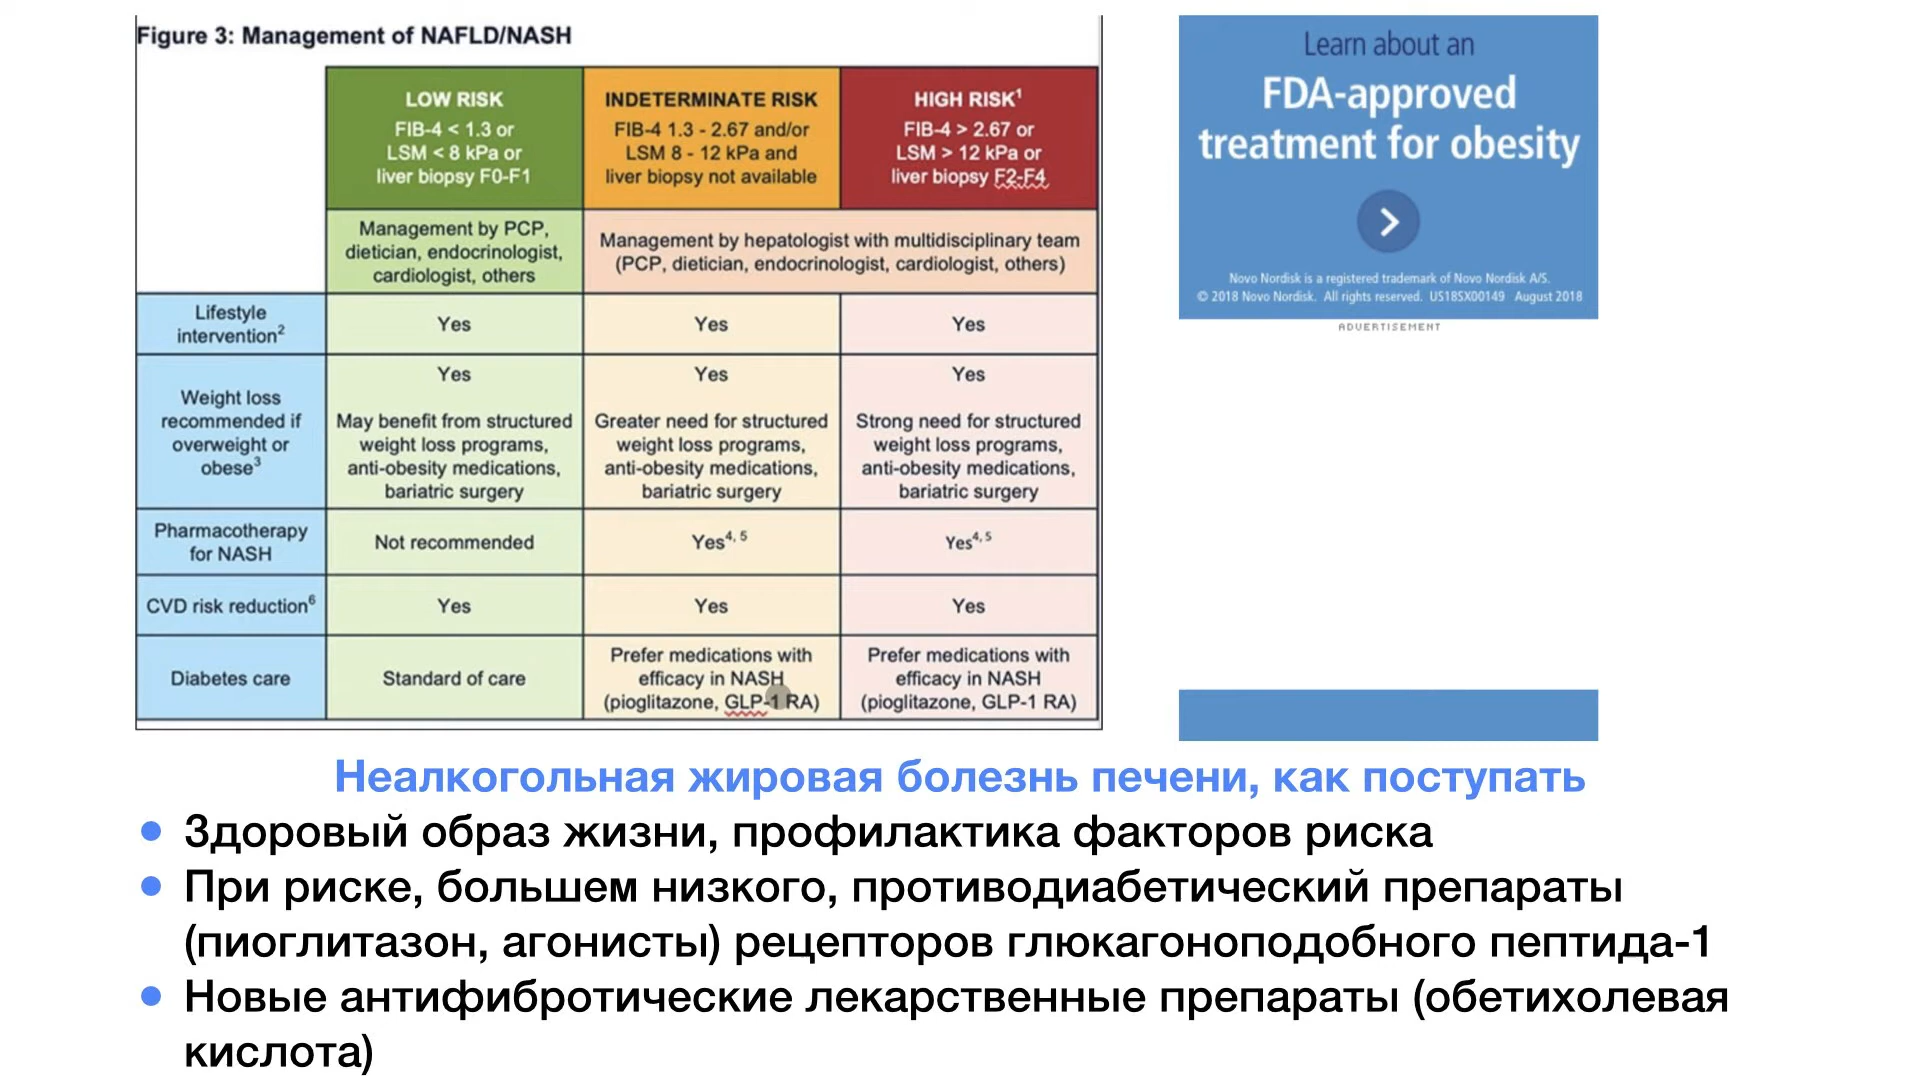 Figure 3: Management of NAFLD/NASH
LOW RISK
FIB-4 < 1.3 or
LSM < 8 kPa or
liver biopsy F0-F1
INDETERMINATE RISK
FIB-4 1.3 - 2.67 and/or
LSM 8 - 12 kPa and
liver biopsy not available
HIGH RISK¹
FIB-4 > 2.67 or
LSM > 12 kPa or
liver biopsy F2-F4
Management by PCP,
dietician, endocrinologist,
cardiologist, others
Management by hepatologist with multidisciplinary team
(PCP, dietician, endocrinologist, cardiologist, others)
Lifestyle
intervention²
Yes
Yes
Yes
Weight loss
recommended if
overweight or
obese³
Yes
May benefit from structured
weight loss programs,
anti-obesity medications,
bariatric surgery
Yes
Greater need for structured
weight loss programs,
anti-obesity medications,
bariatric surgery
Yes
Strong need for structured
weight loss programs,
anti-obesity medications,
bariatric surgery
Pharmacotherapy
for NASH
Not recommended
Yes⁴, ⁵
Yes⁴, ⁵
CVD risk reduction⁶
Yes
Yes
Yes
Diabetes care
Standard of care
Prefer medications with
efficacy in NASH
(pioglitazone, GLP-1 RA)
Prefer medications with
efficacy in NASH
(pioglitazone, GLP-1 RA)
Learn about an
FDA-approved
treatment for obesity
Novo Nordisk is a registered trademark of Novo Nordisk A/S.
© 2018 Novo Nordisk. All rights reserved. US18SX00149 August 2018
ADVERTISEMENT
Неалкогольная жировая болезнь печени, как поступать
• Здоровый образ жизни, профилактика факторов риска
• При риске, большем низкого, противодиабетический препараты
(пиоглитазон, агонисты) рецепторов глюкагоноподобного пептида-1
• Новые антифибротические лекарственные препараты (обетихолевая
кислота)